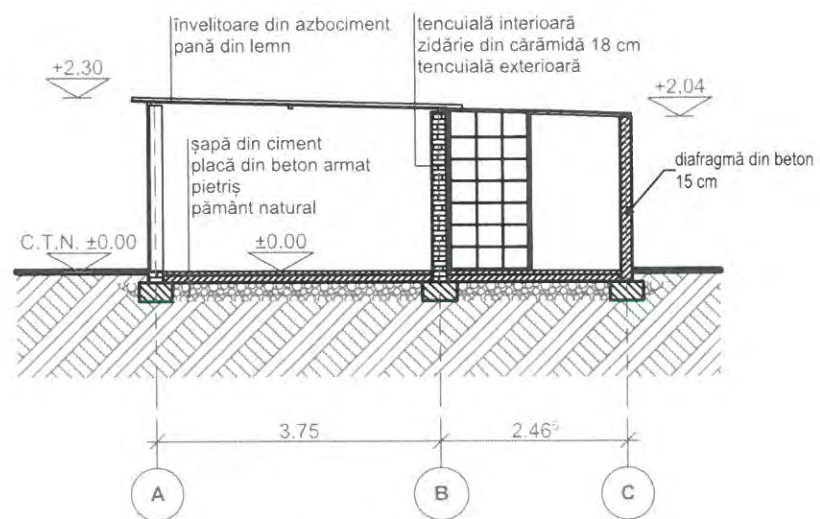 învelitoare din azbociment
pană din lemn
tencuială interioară
zidărie din cărămidă 18 cm
tencuială exterioară
+2.30
+2.04
șapă din ciment
placă din beton armat
pietriș
pământ natural
diafragmă din beton
15 cm
C.T.N. ±0.00
±0.00
3.75
2.46⁵
A
B
C